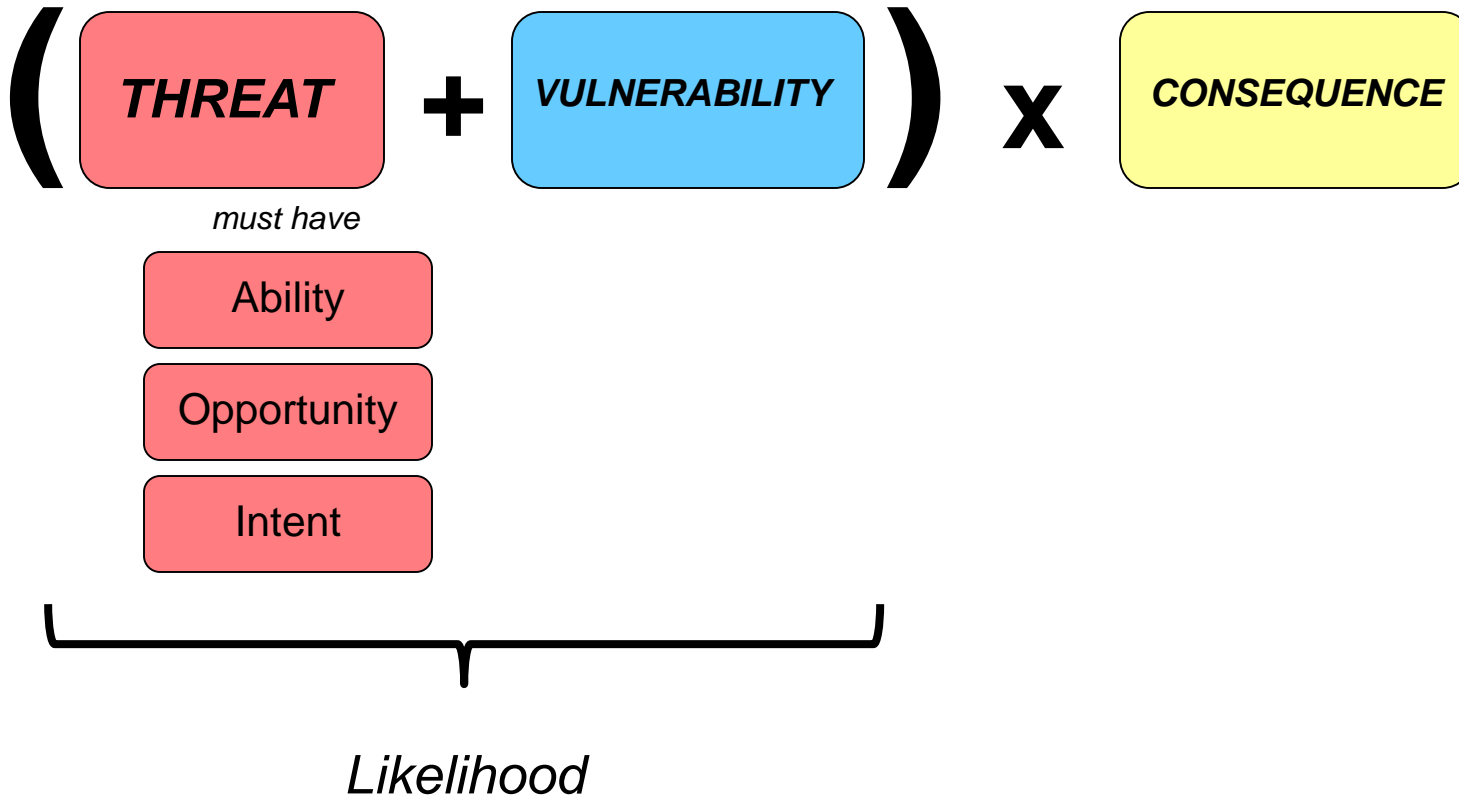 ( THREAT + VULNERABILITY ) x CONSEQUENCE
must have
Ability
Opportunity
Intent
Likelihood